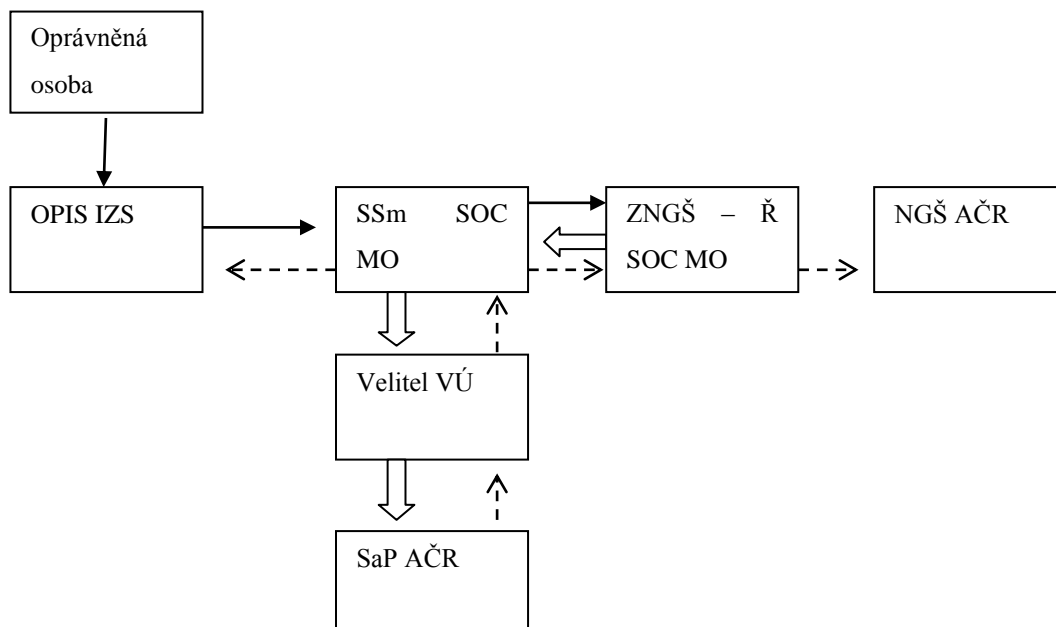 Oprávněná
osoba
OPIS IZS
SSm SOC
MO
ZNGŠ – Ř
SOC MO
NGŠ AČR
Velitel VÚ
SaP AČR